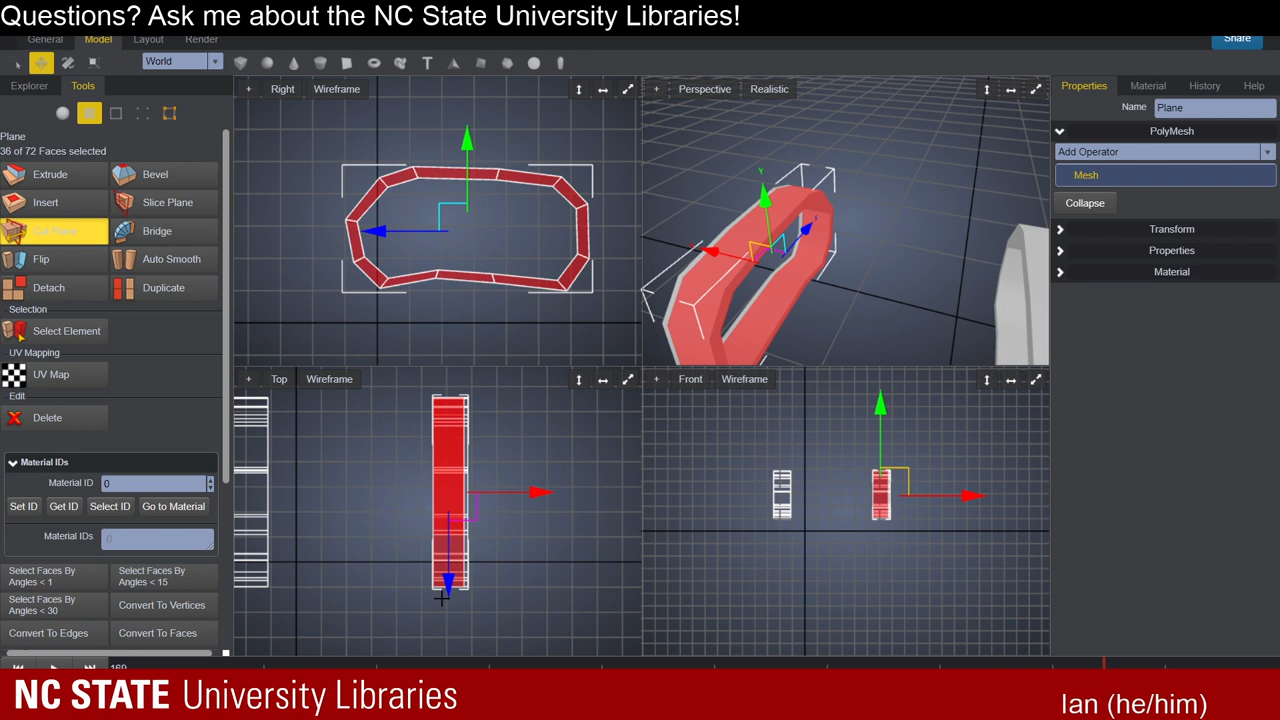 Questions? Ask me about the NC State University Libraries!
General Model Layout Render
Share
World
Explorer Tools
Plane
36 of 72 Faces selected
Extrude Bevel
Insert Slice Plane
Cut Plane Bridge
Flip Auto Smooth
Detach Duplicate
Selection
Select Element
UV Mapping
UV Map
Edit
Delete
Material IDs
Material ID 0
Set ID Get ID Select ID Go to Material
Material IDs 0
Select Faces By Angles < 1
Select Faces By Angles < 15
Select Faces By Angles < 30
Convert To Vertices
Convert To Edges Convert To Faces
169
+ Right Wireframe
+ Perspective Realistic
Y
+ Top Wireframe
+ Front Wireframe
Properties Material History Help
Name Plane
PolyMesh
Add Operator
Mesh
Collapse
Transform
Properties
Material
NC STATE University Libraries
Ian (he/him)